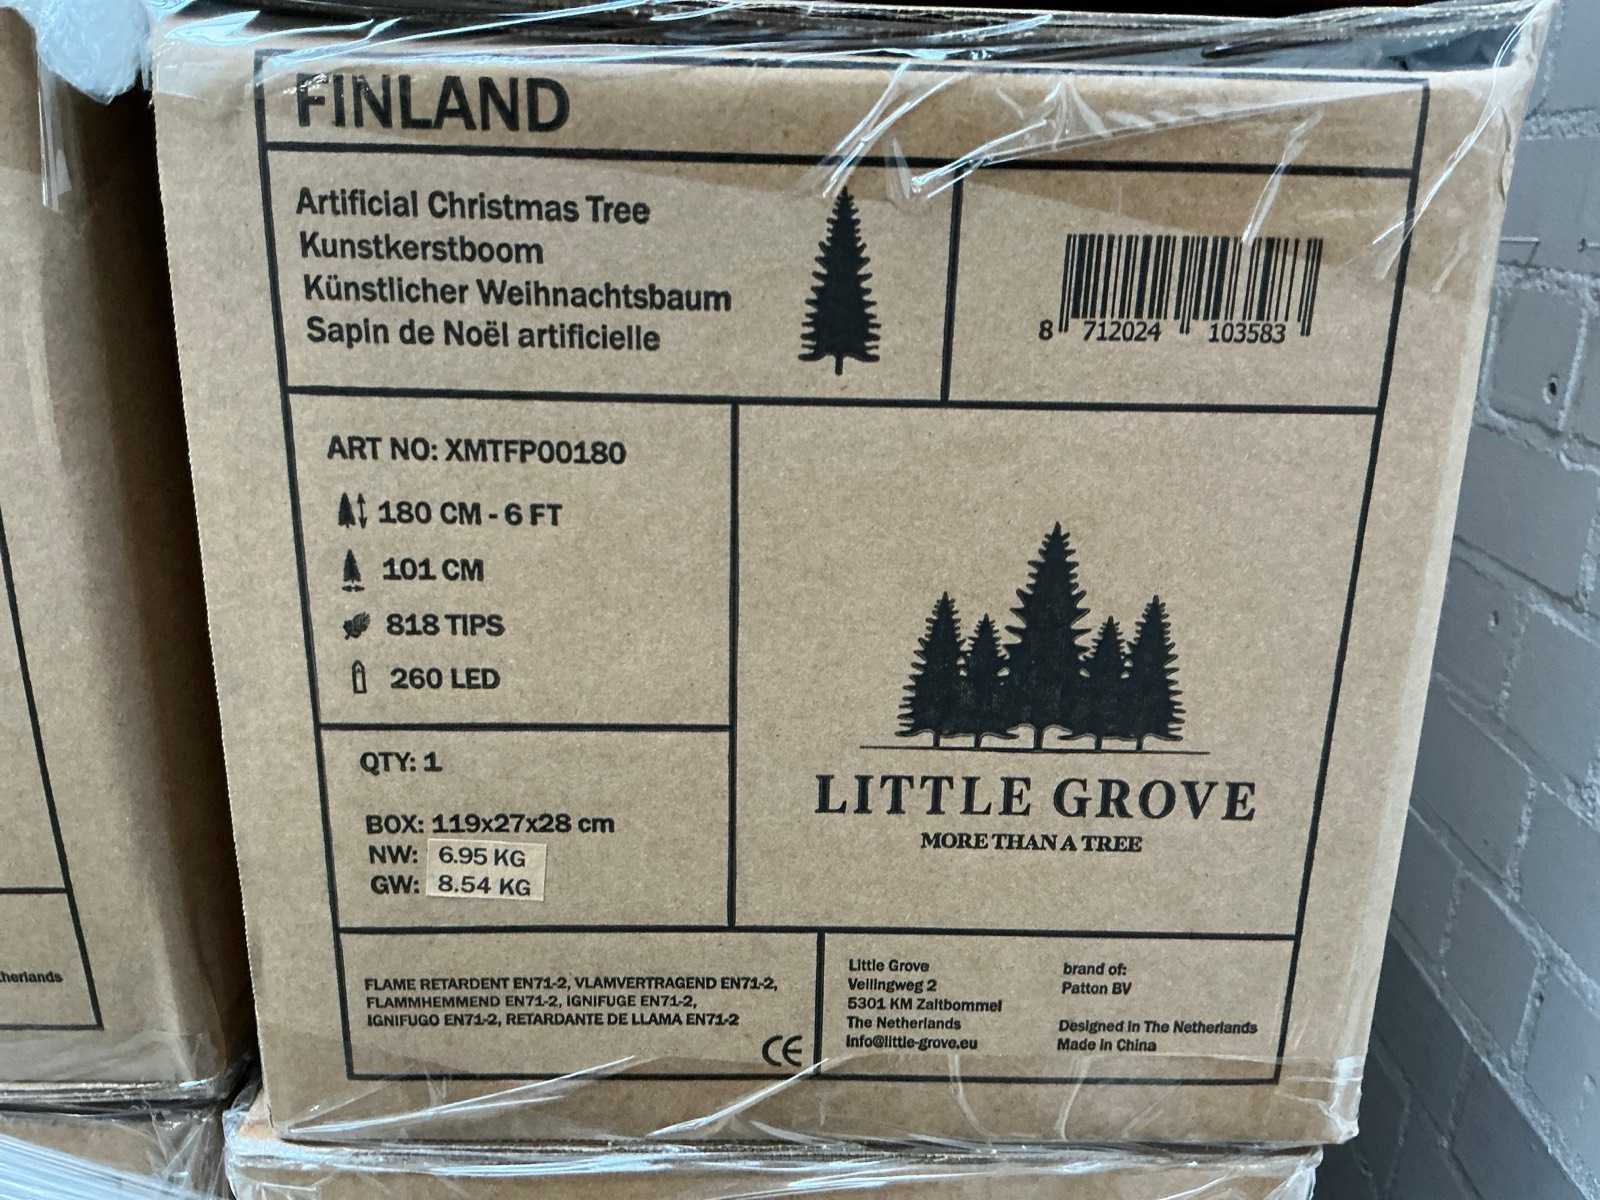 FINLAND
Artificial Christmas Tree
Kunstkerstboom
Künstlicher Weihnachtsbaum
Sapin de Noël artificielle
8 712024 103583
ART NO: XMTFP00180
180 CM - 6 FT
101 CM
818 TIPS
260 LED
QTY: 1
BOX: 119x27x28 cm
NW: 6.95 KG
GW: 8.54 KG
LITTLE GROVE
MORE THAN A TREE
FLAME RETARDENT EN71-2, VLAMVERTRAGEND EN71-2,
FLAMMHEMMEND EN71-2, IGNIFUGE EN71-2,
IGNIFUGO EN71-2, RETARDANTE DE LLAMA EN71-2
CE
Little Grove
Veilingweg 2
5301 KM Zaltbommel
The Netherlands
Info@little-grove.eu
brand of:
Patton BV
Designed in The Netherlands
Made in China